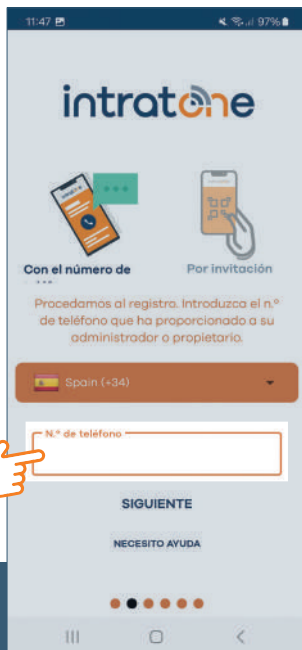 11:47 97%
intratone
Con el número de
...
Por invitación
Procedamos al registro. Introduzca el n.º
de teléfono que ha proporcionado a su
administrador o propietario.
Spain (+34)
N.º de teléfono
SIGUIENTE
NECESITO AYUDA